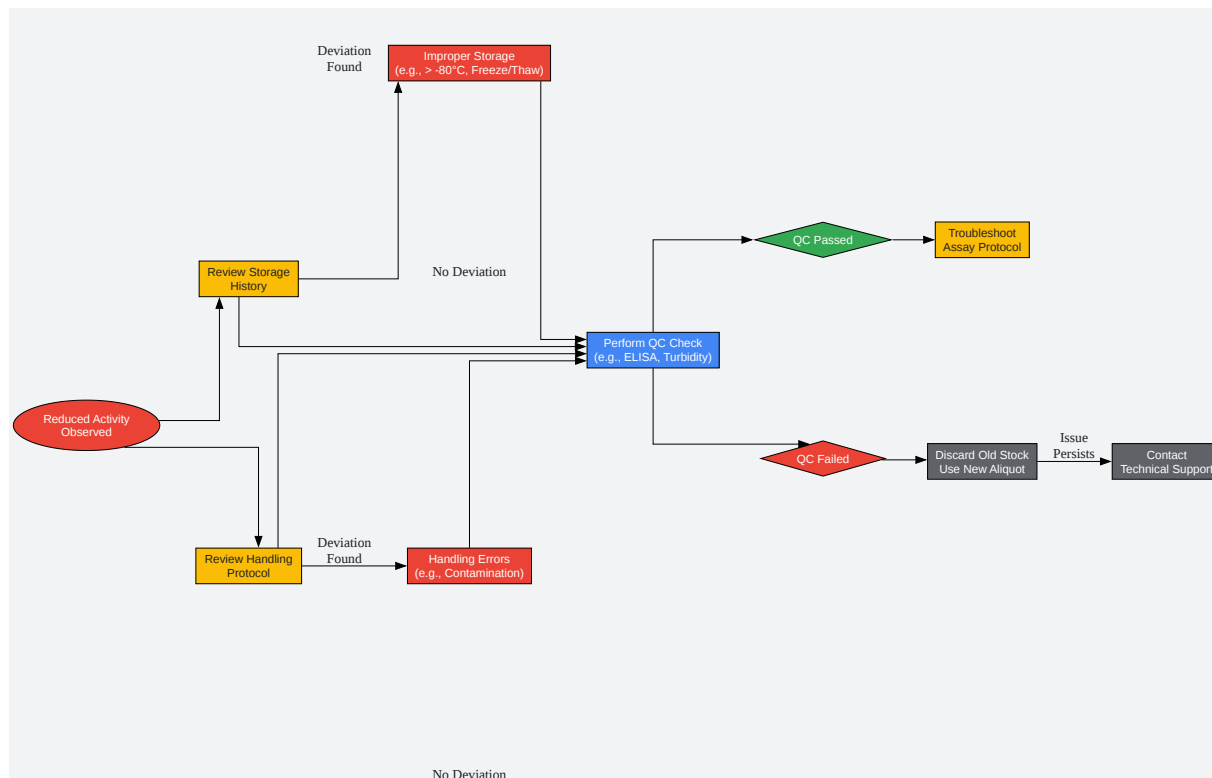 Deviation
Found
Improper Storage
(e.g., > -80°C, Freeze/Thaw)
QC Passed
Troubleshoot
Assay Protocol
Review Storage
History
No Deviation
Perform QC Check
(e.g., ELISA, Turbidity)
Reduced Activity
Observed
QC Failed
Discard Old Stock
Use New Aliquot
Issue
Persists
Contact
Technical Support
Review Handling
Protocol
Deviation
Found
Handling Errors
(e.g., Contamination)
No Deviation